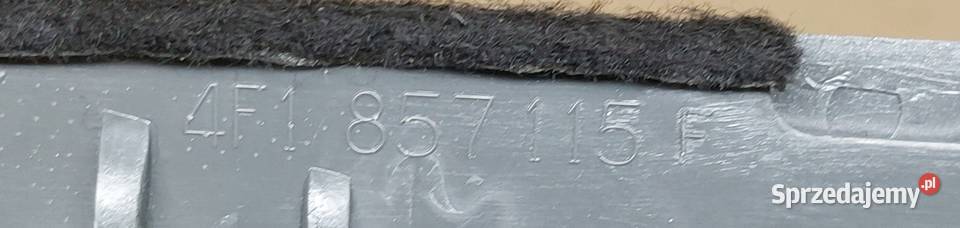 4F1 857 115 F
Sprzedajemy.pl